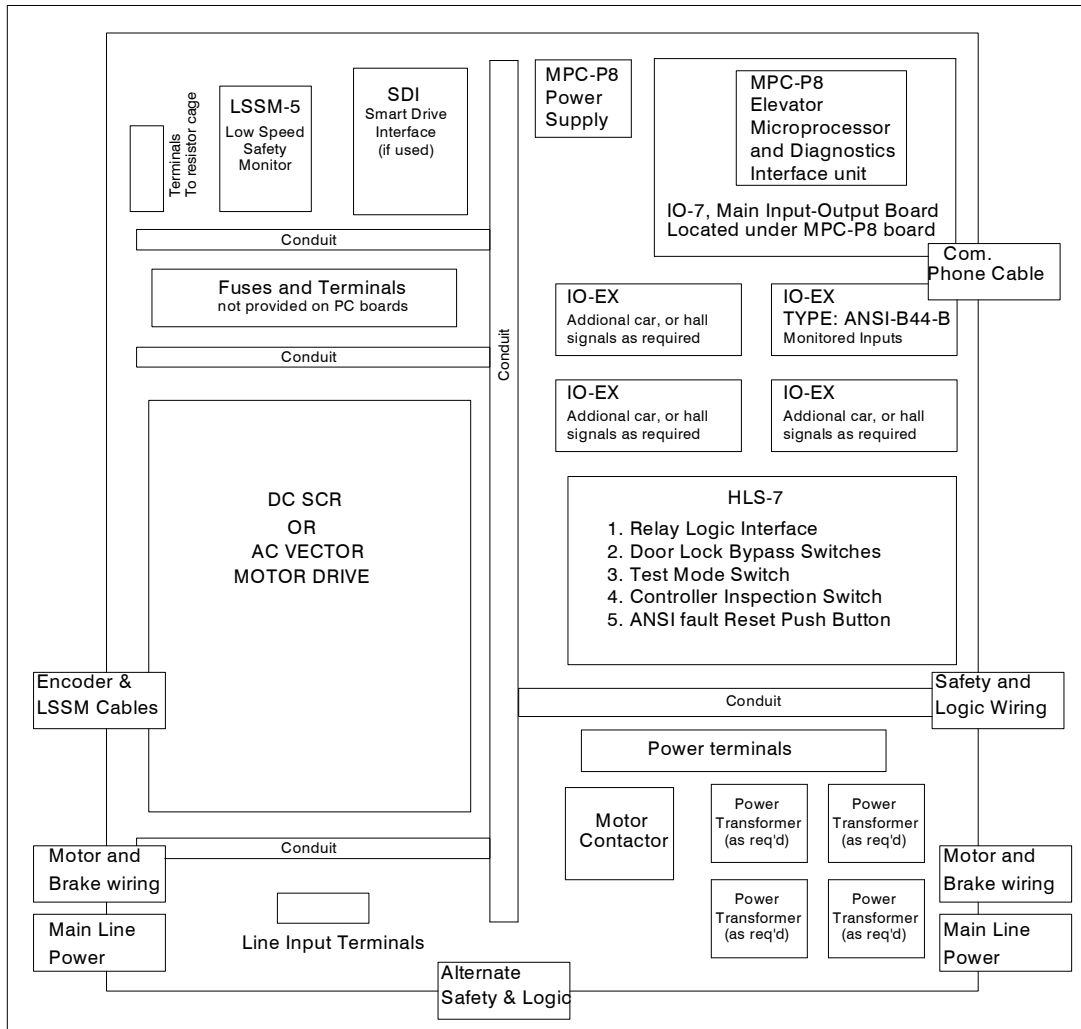 Terminals
To resistor cage
LSSM-5
Low Speed
Safety
Monitor
SDI
Smart Drive
Interface
(if used)
MPC-P8
Power
Supply
MPC-P8
Elevator
Microprocessor
and Diagnostics
Interface unit
IO-7, Main Input-Output Board
Located under MPC-P8 board
Com.
Phone Cable
Conduit
Fuses and Terminals
not provided on PC boards
Conduit
Conduit
IO-EX
Addional car, or hall
signals as required
IO-EX
TYPE: ANSI-B44-B
Monitored Inputs
IO-EX
Addional car, or hall
signals as required
IO-EX
Addional car, or hall
signals as required
DC SCR
OR
AC VECTOR
MOTOR DRIVE
HLS-7
1. Relay Logic Interface
2. Door Lock Bypass Switches
3. Test Mode Switch
4. Controller Inspection Switch
5. ANSI fault Reset Push Button
Encoder &
LSSM Cables
Safety and
Logic Wiring
Conduit
Power terminals
Motor
Contactor
Power
Transformer
(as req'd)
Power
Transformer
(as req'd)
Power
Transformer
(as req'd)
Power
Transformer
(as req'd)
Conduit
Motor and
Brake wiring
Main Line
Power
Line Input Terminals
Motor and
Brake wiring
Main Line
Power
Alternate
Safety & Logic